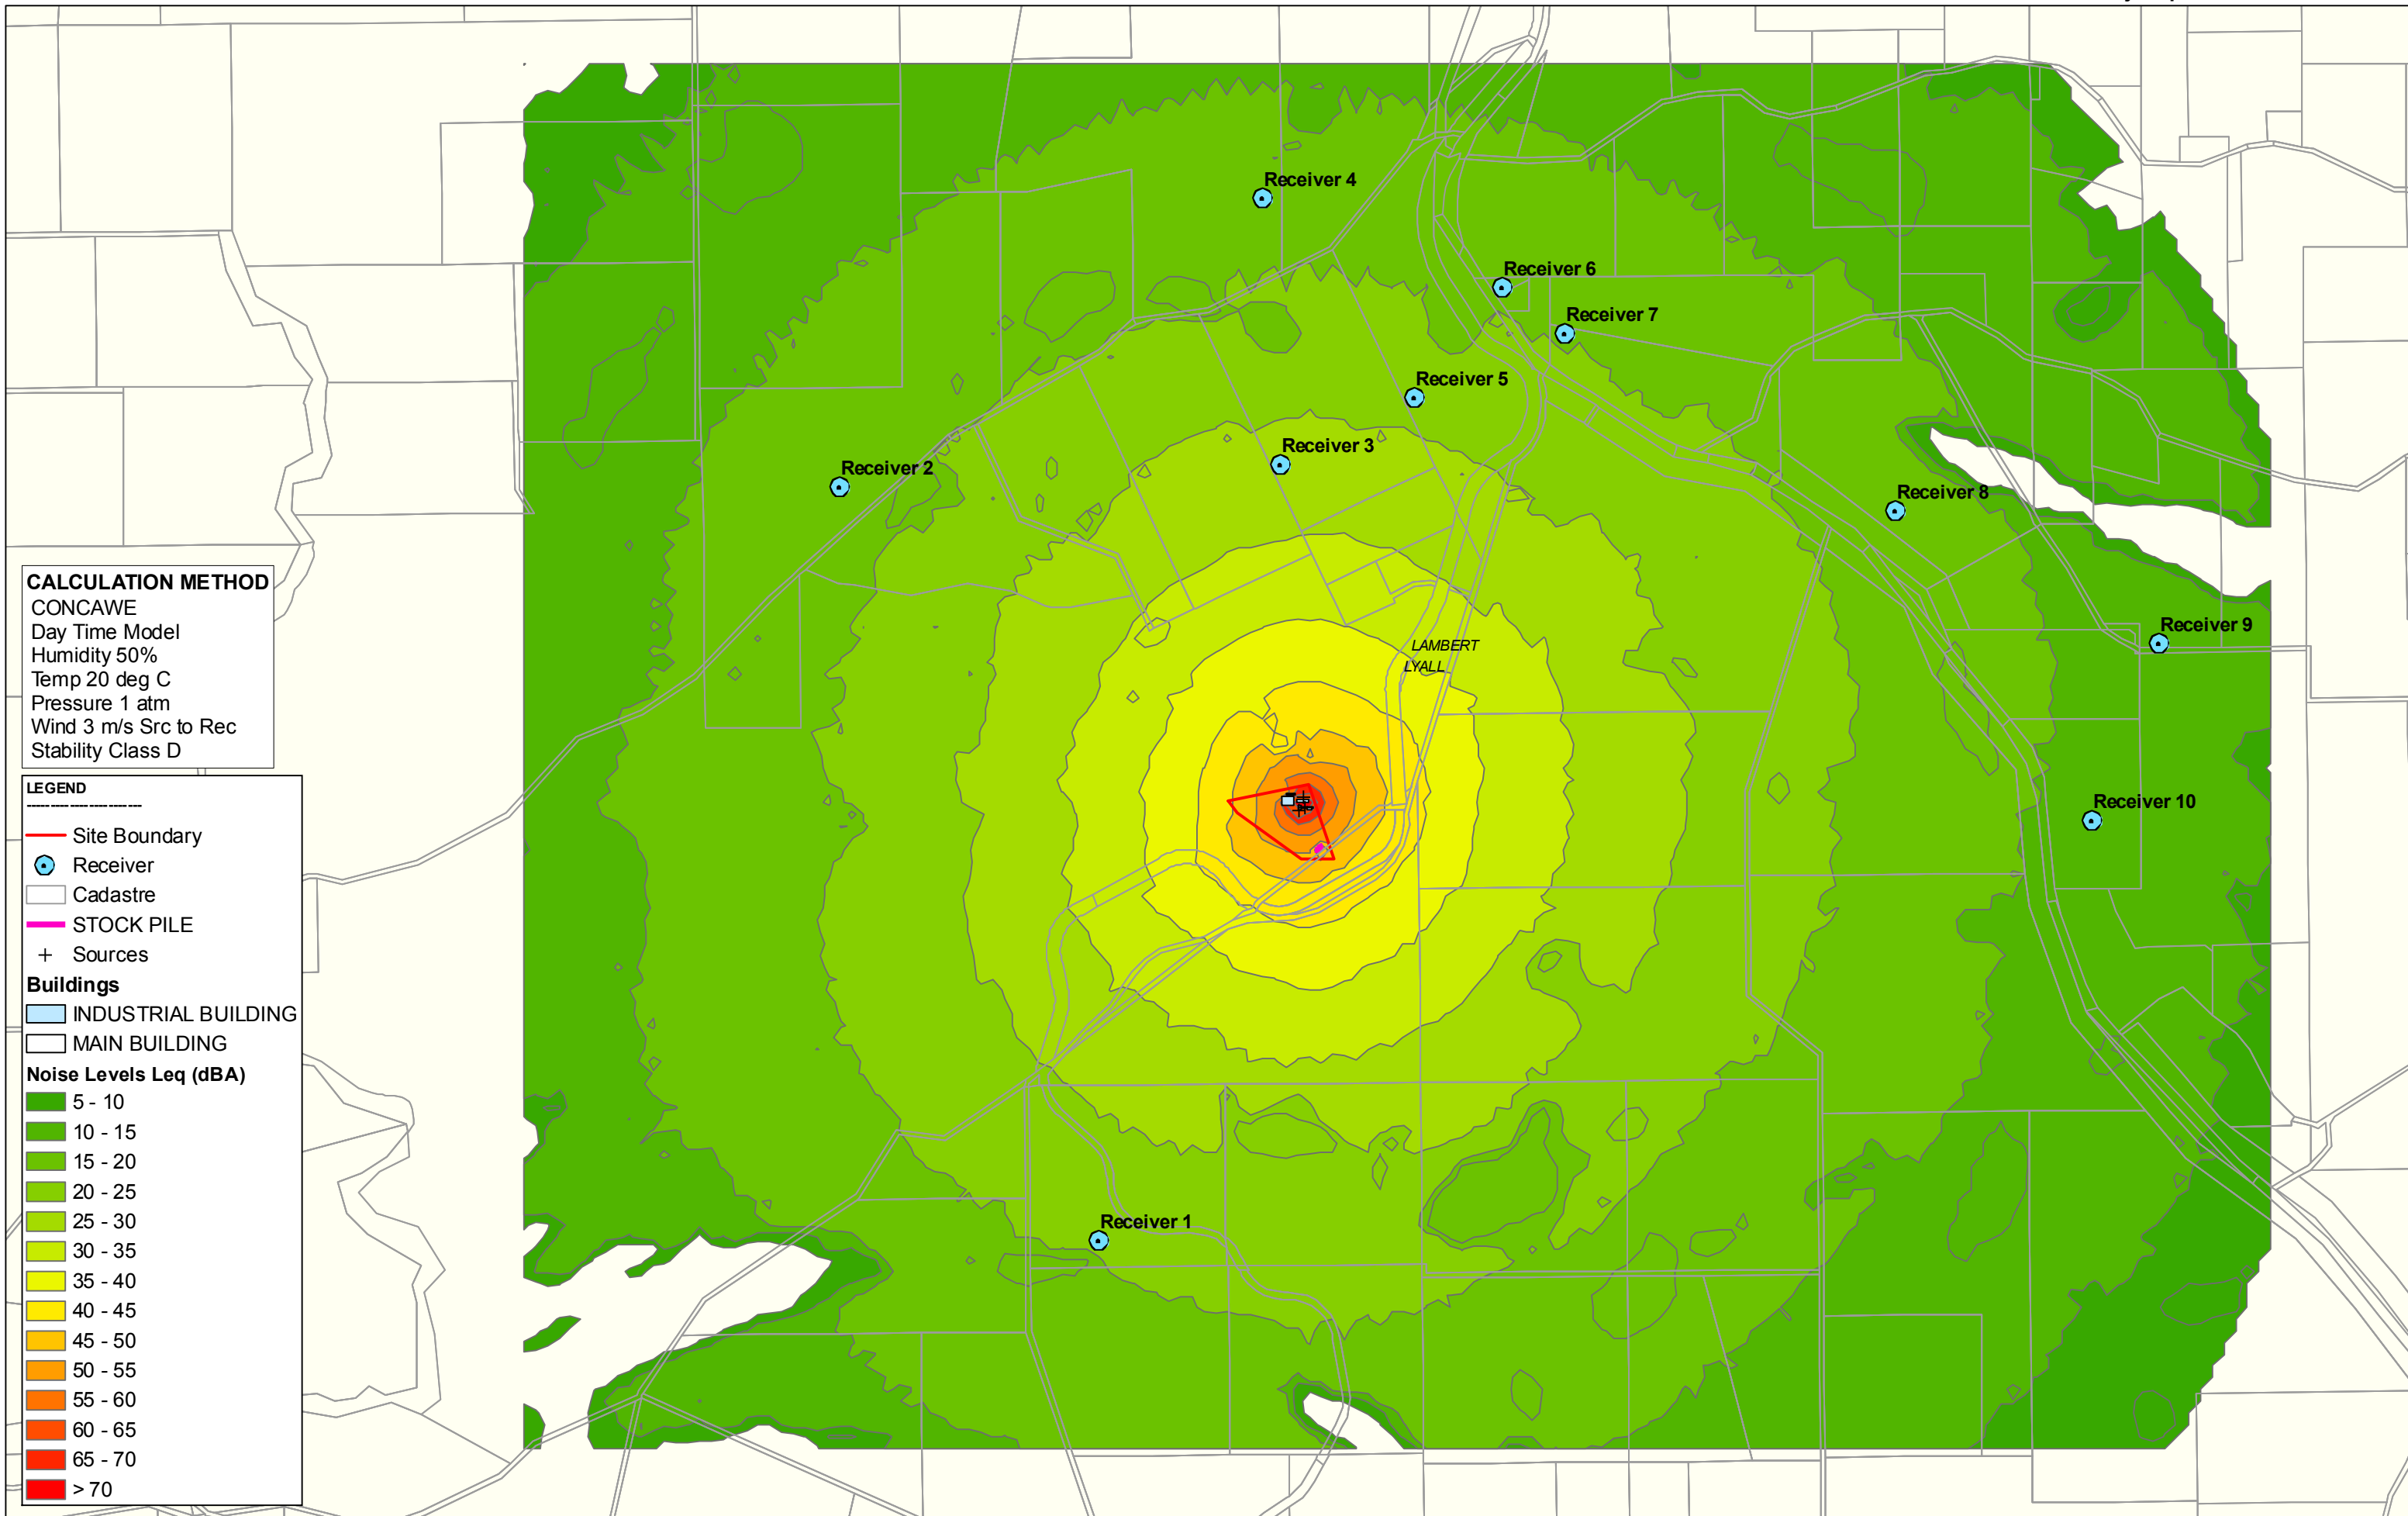 Receiver 4
Receiver 6
Receiver 7
Receiver 5
Receiver 3
Receiver 2
Receiver 8
Receiver 9
LAMBERT
LYALL
Receiver 10
Receiver 1
CALCULATION METHOD
CONCAWE
Day Time Model
Humidity 50%
Temp 20 deg C
Pressure 1 atm
Wind 3 m/s Src to Rec
Stability Class D
LEGEND
-----------------------
Site Boundary
Receiver
Cadastre
STOCK PILE
Sources
Buildings
INDUSTRIAL BUILDING
MAIN BUILDING
Noise Levels Leq (dBA)
5 - 10
10 - 15
15 - 20
20 - 25
25 - 30
30 - 35
35 - 40
40 - 45
45 - 50
50 - 55
55 - 60
60 - 65
65 - 70
> 70